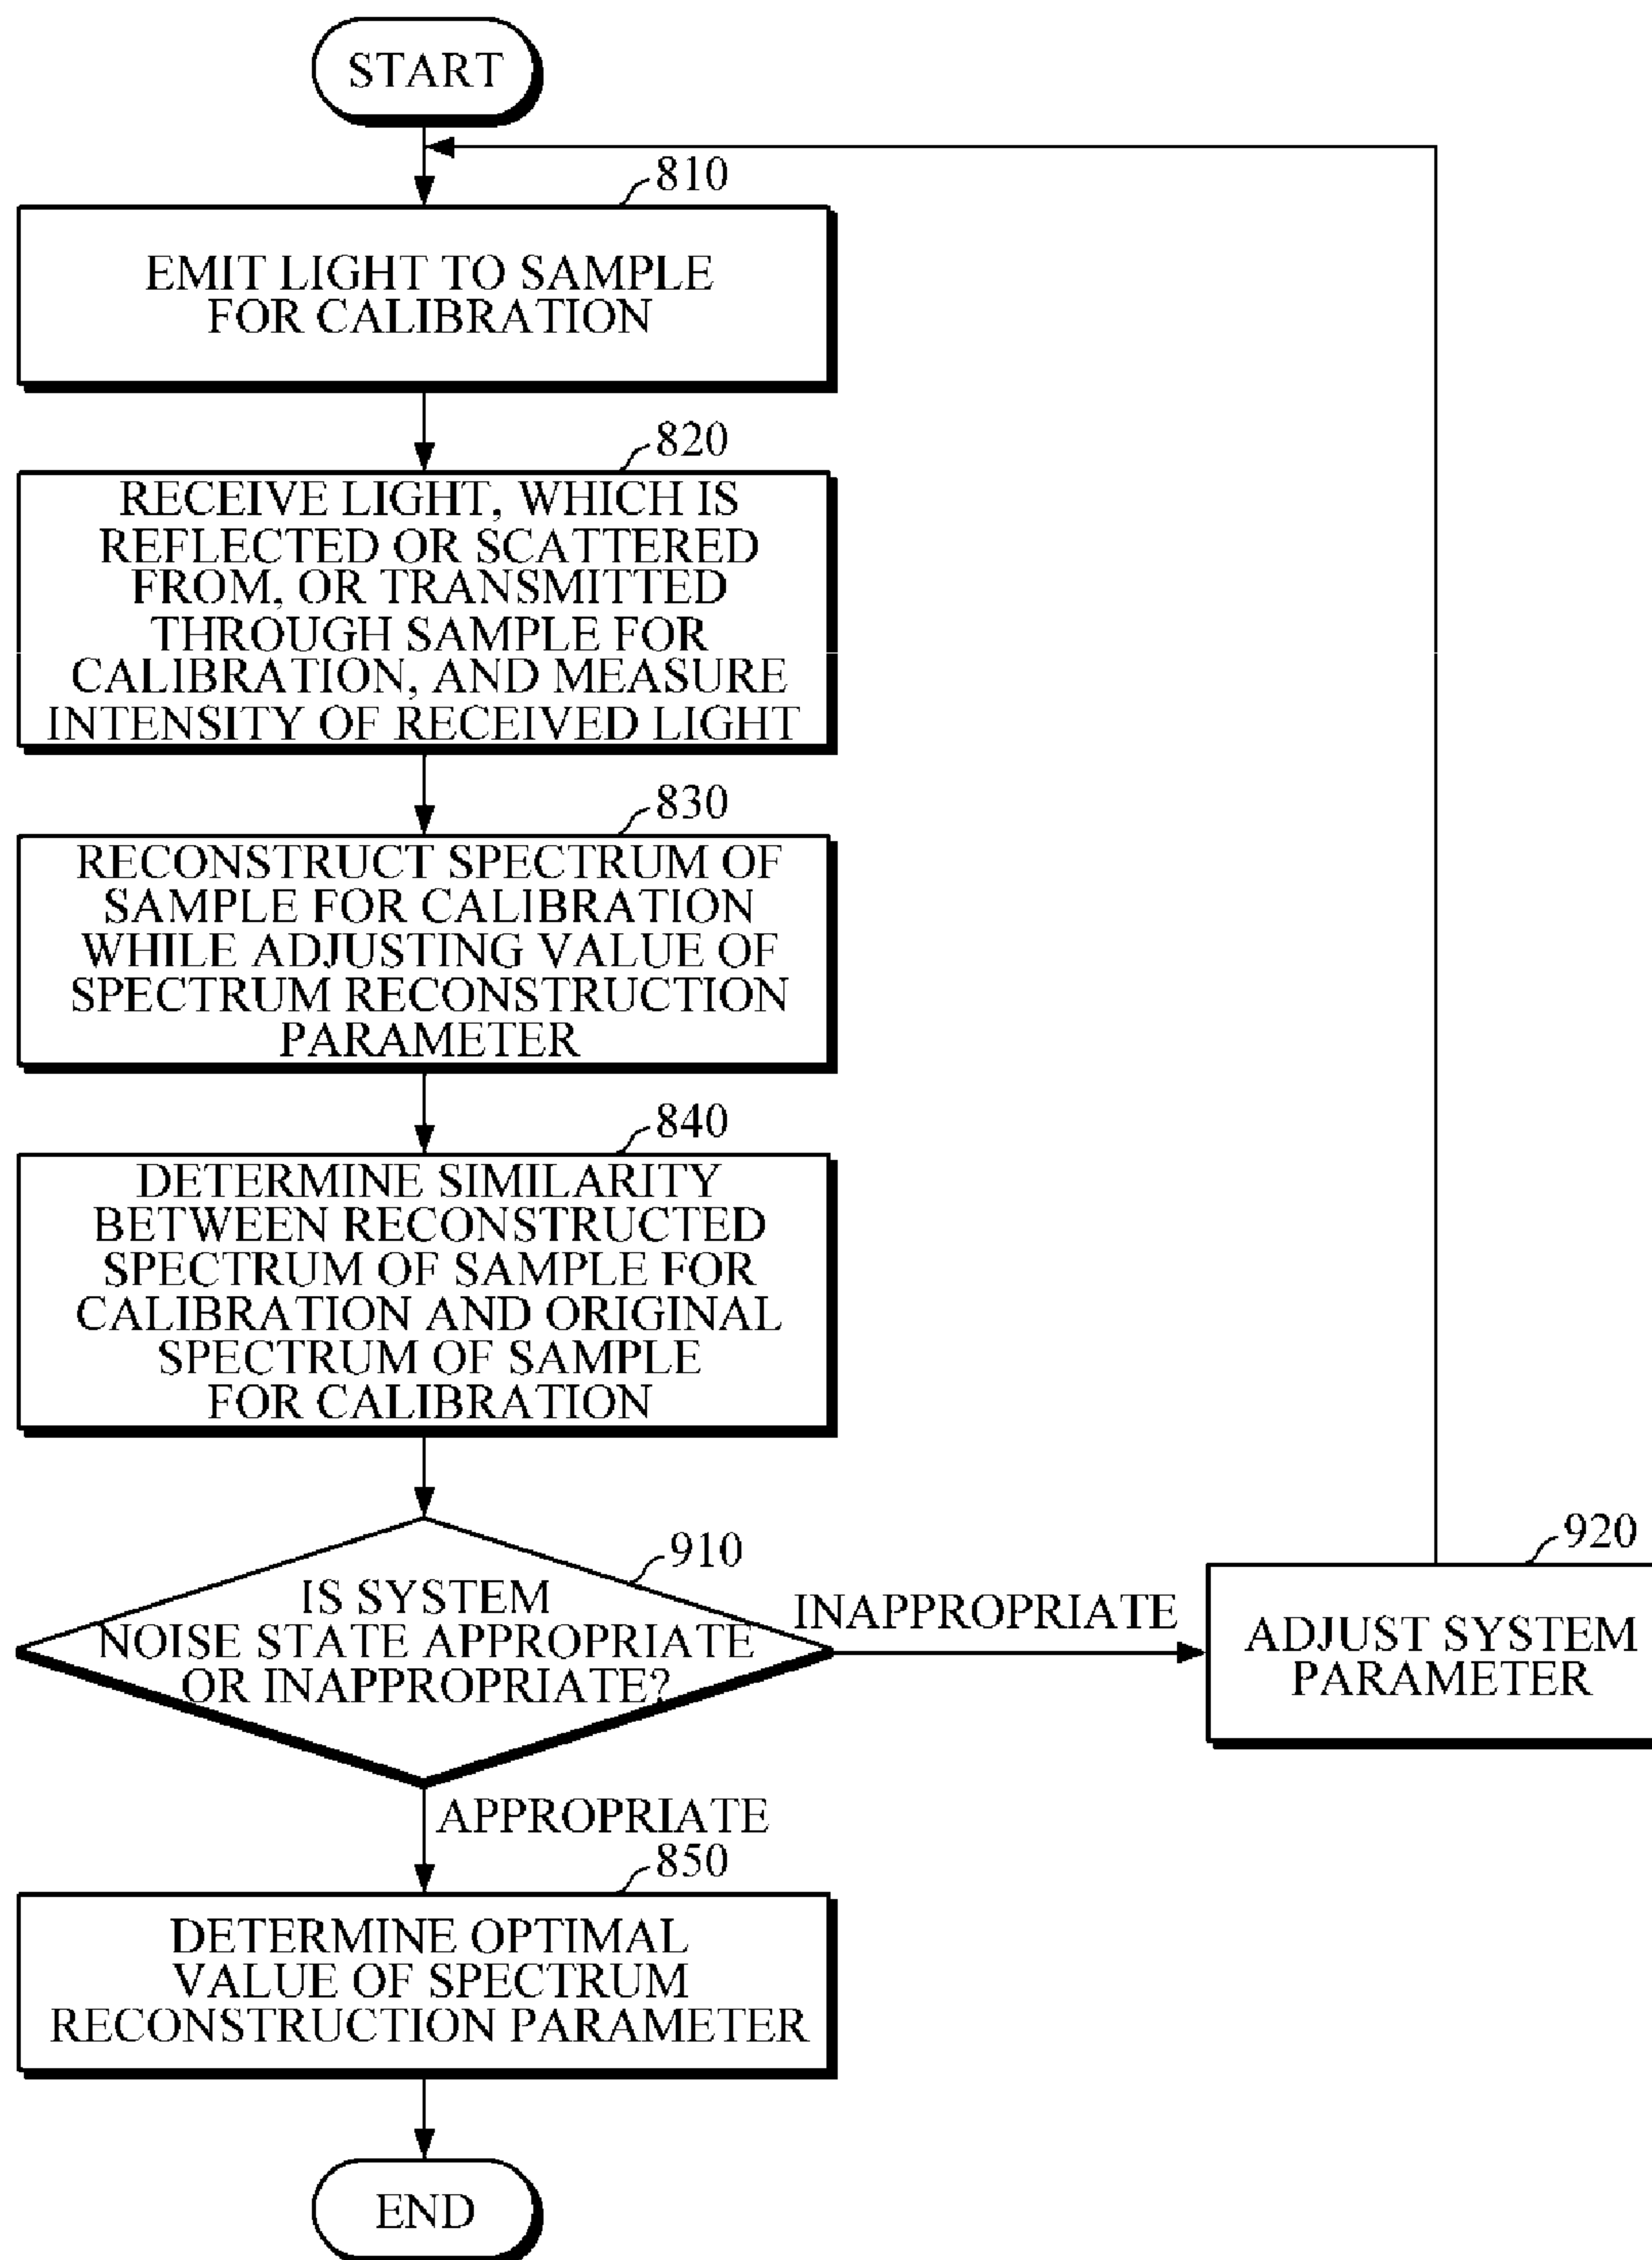 START
810
EMIT LIGHT TO SAMPLE
FOR CALIBRATION
820
RECEIVE LIGHT, WHICH IS
REFLECTED OR SCATTERED
FROM, OR TRANSMITTED
THROUGH SAMPLE FOR
CALIBRATION, AND MEASURE
INTENSITY OF RECEIVED LIGHT
830
RECONSTRUCT SPECTRUM OF
SAMPLE FOR CALIBRATION
WHILE ADJUSTING VALUE OF
SPECTRUM RECONSTRUCTION
PARAMETER
840
DETERMINE SIMILARITY
BETWEEN RECONSTRUCTED
SPECTRUM OF SAMPLE FOR
CALIBRATION AND ORIGINAL
SPECTRUM OF SAMPLE
FOR CALIBRATION
910
IS SYSTEM
NOISE STATE APPROPRIATE
OR INAPPROPRIATE?
INAPPROPRIATE
920
ADJUST SYSTEM
PARAMETER
APPROPRIATE
850
DETERMINE OPTIMAL
VALUE OF SPECTRUM
RECONSTRUCTION PARAMETER
END